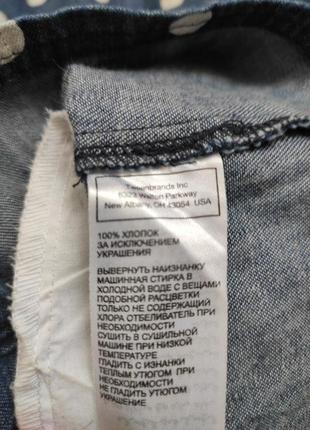 Tweenbrands Inc
8323 Walton Parkway
New Albany, OH 43054 USA
100% ХЛОПОК
ЗА ИСКЛЮЧЕНИЕМ
УКРАШЕНИЯ
ВЫВЕРНУТЬ НАИЗНАНКУ
МАШИННАЯ СТИРКА В
ХОЛОДНОЙ ВОДЕ С ВЕЩАМИ
ПОДОБНОЙ РАСЦВЕТКИ
ТОЛЬКО НЕ СОДЕРЖАЩИЙ
ХЛОРА ОТБЕЛИВАТЕЛЬ ПРИ
НЕОБХОДИМОСТИ
СУШИТЬ В СУШИЛЬНОЙ
МАШИНЕ ПРИ НИЗКОЙ
ТЕМПЕРАТУРЕ
ГЛАДИТЬ С ИЗНАНКИ
ТЕПЛЫМ УТЮГОМ ПРИ
НЕОБХОДИМОСТИ
НЕ ГЛАДИТЬ УТЮГОМ
УКРАШЕНИЕ